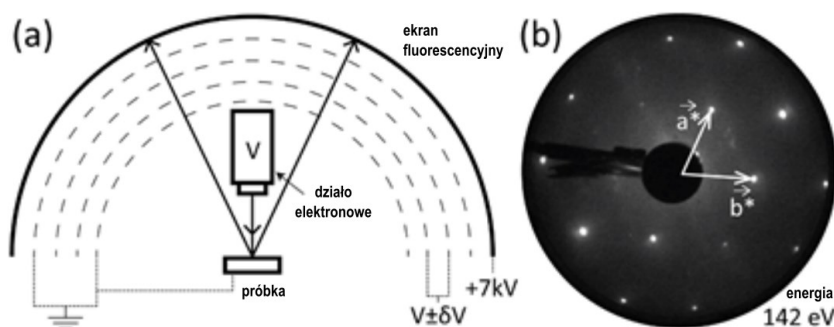 (a)
ekran
fluorescencyjny
V
działo
elektronowe
próbka
+7kV
V±δV
(b)
a*
b*
energia
142 eV